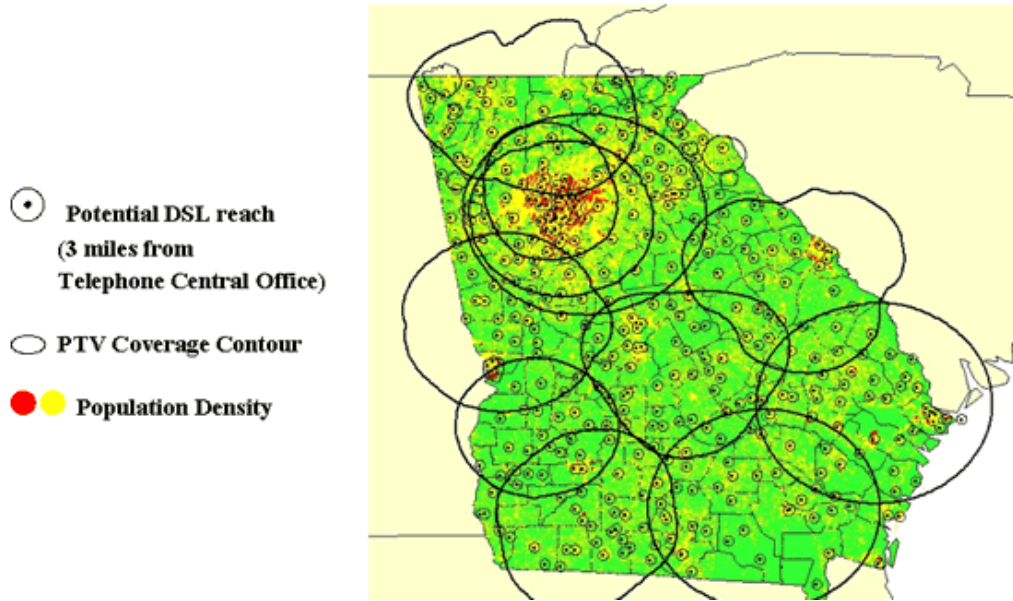 Potential DSL reach
(3 miles from
Telephone Central Office)
PTV Coverage Contour
Population Density